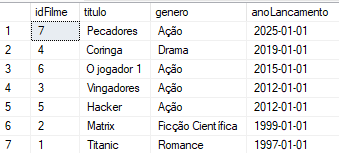 idFilme titulo genero anoLancamento
1 7 Pecadores Ação 2025-01-01
2 4 Coringa Drama 2019-01-01
3 6 O jogador 1 Ação 2015-01-01
4 3 Vingadores Ação 2012-01-01
5 5 Hacker Ação 2012-01-01
6 2 Matrix Ficção Científica 1999-01-01
7 1 Titanic Romance 1997-01-01